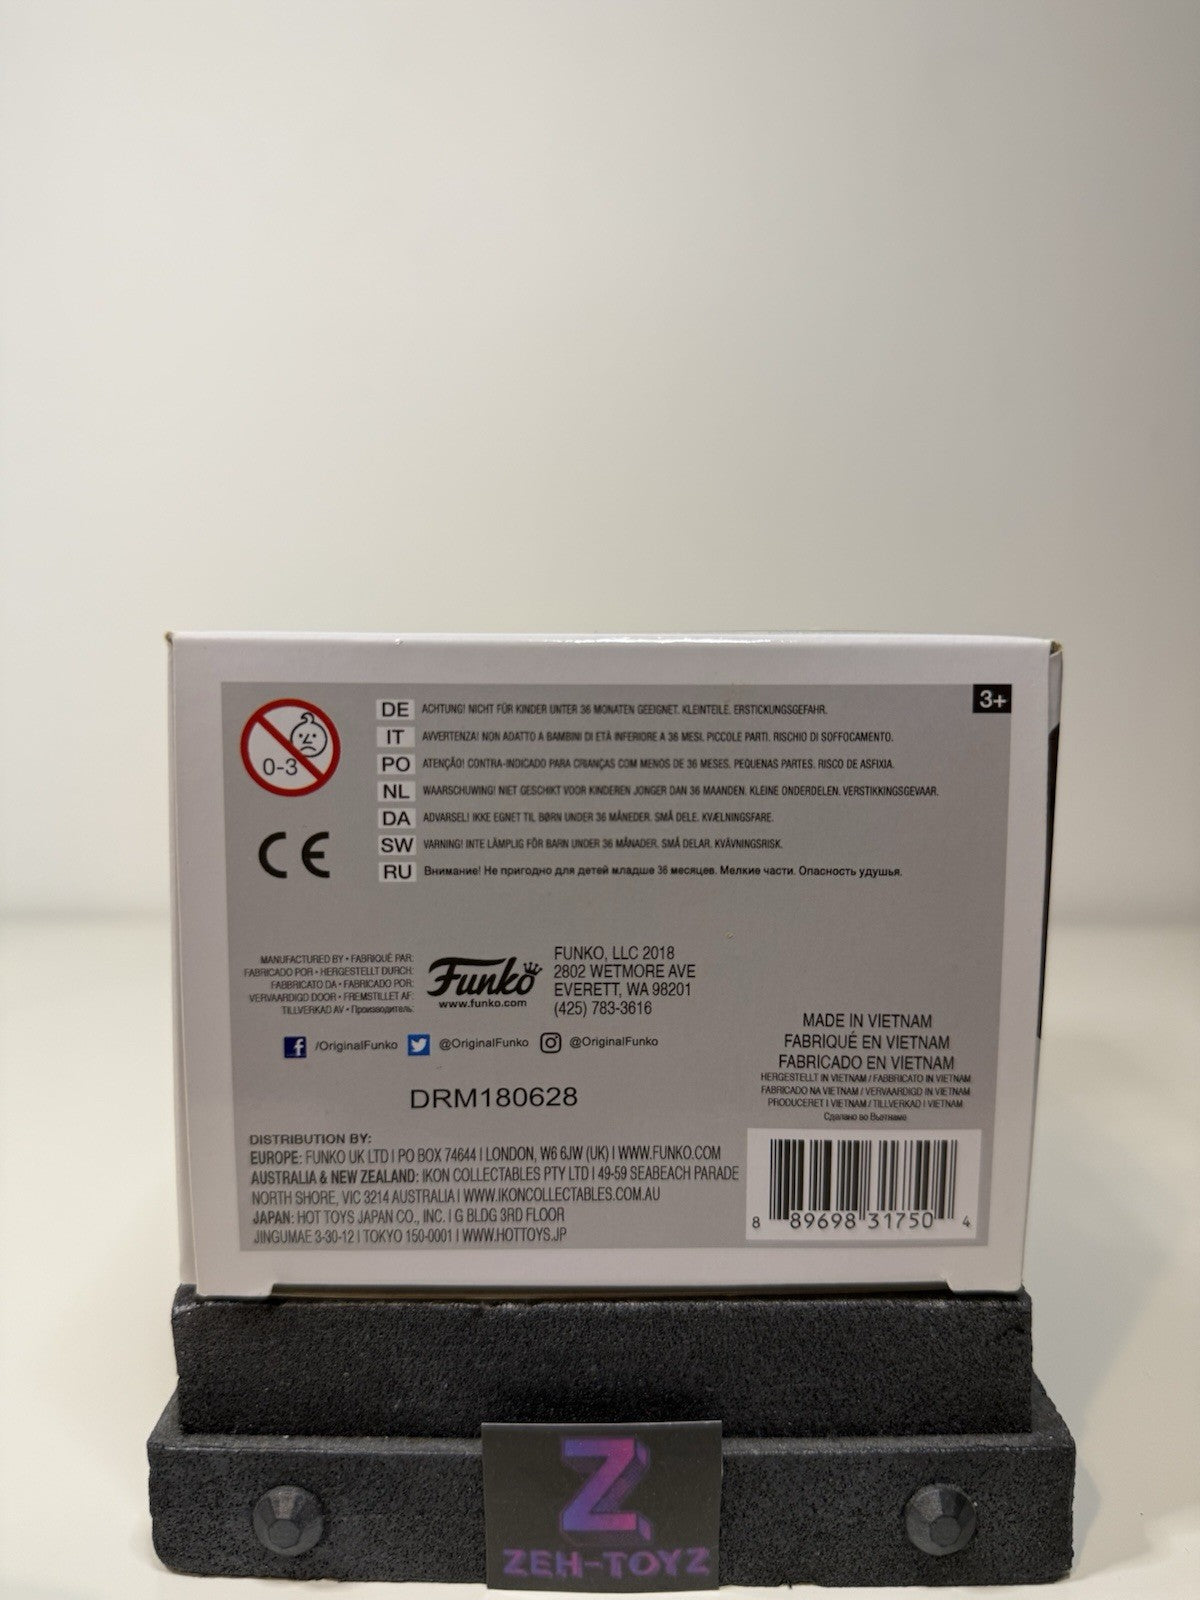 3+
0-3
DE ACHTUNG! NICHT FÜR KINDER UNTER 36 MONATEN GEEIGNET. KLEINTEILE. ERSTICKUNGSGEFAHR.
IT AVVERTENZA! NON ADATTO A BAMBINI DI ETÀ INFERIORE A 36 MESI. PICCOLE PARTI. RISCHIO DI SOFFOCAMENTO.
PO ATENÇÃO! CONTRA-INDICADO PARA CRIANÇAS COM MENOS DE 36 MESES. PEQUENAS PARTES. RISCO DE ASFIXIA.
NL WAARSCHUWING! NIET GESCHIKT VOOR KINDEREN JONGER DAN 36 MAANDEN. KLEINE ONDERDELEN. VERSTIKKINGSGEVAAR.
DA ADVARSEL! IKKE EGNET TIL BØRN UNDER 36 MÅNEDER. SMÅ DELE. KVÆLNINGSFARE.
SW VARNING! INTE LÄMPLIG FÖR BARN UNDER 36 MÅNADER. SMÅ DELAR. KVÄVNINGSRISK.
RU Внимание! Не пригодно для детей младше 36 месяцев. Мелкие части. Опасность удушья.
CE
MANUFACTURED BY • FABRIQUÉ PAR:
FABRICADO POR • HERGESTELLT DURCH:
FABBRICATO DA • FABRICADO POR:
VERVAARDIGD DOOR • FREMSTILLET AF:
TILLVERKAD AV • Производитель:
Funko
www.funko.com
FUNKO, LLC 2018
2802 WETMORE AVE
EVERETT, WA 98201
(425) 783-3616
/OriginalFunko @OriginalFunko @OriginalFunko
DRM180628
MADE IN VIETNAM
FABRIQUÉ EN VIETNAM
FABRICADO EN VIETNAM
HERGESTELLT IN VIETNAM / FABBRICATO IN VIETNAM
FABRICADO NA VIETNAM / VERVAARDIGD IN VIETNAM
PRODUCERET I VIETNAM / TILLVERKAD I VIETNAM
Сделано во Вьетнаме
DISTRIBUTION BY:
EUROPE: FUNKO UK LTD | PO BOX 74644 | LONDON, W6 6JW (UK) | WWW.FUNKO.COM
AUSTRALIA & NEW ZEALAND: IKON COLLECTABLES PTY LTD | 49-59 SEABEACH PARADE
NORTH SHORE, VIC 3214 AUSTRALIA | WWW.IKONCOLLECTABLES.COM.AU
JAPAN: HOT TOYS JAPAN CO., INC. | G BLDG 3RD FLOOR
JINGUMAE 3-30-12 | TOKYO 150-0001 | WWW.HOTTOYS.JP
8 89698 31750 4
Z
ZEH-TOYZ